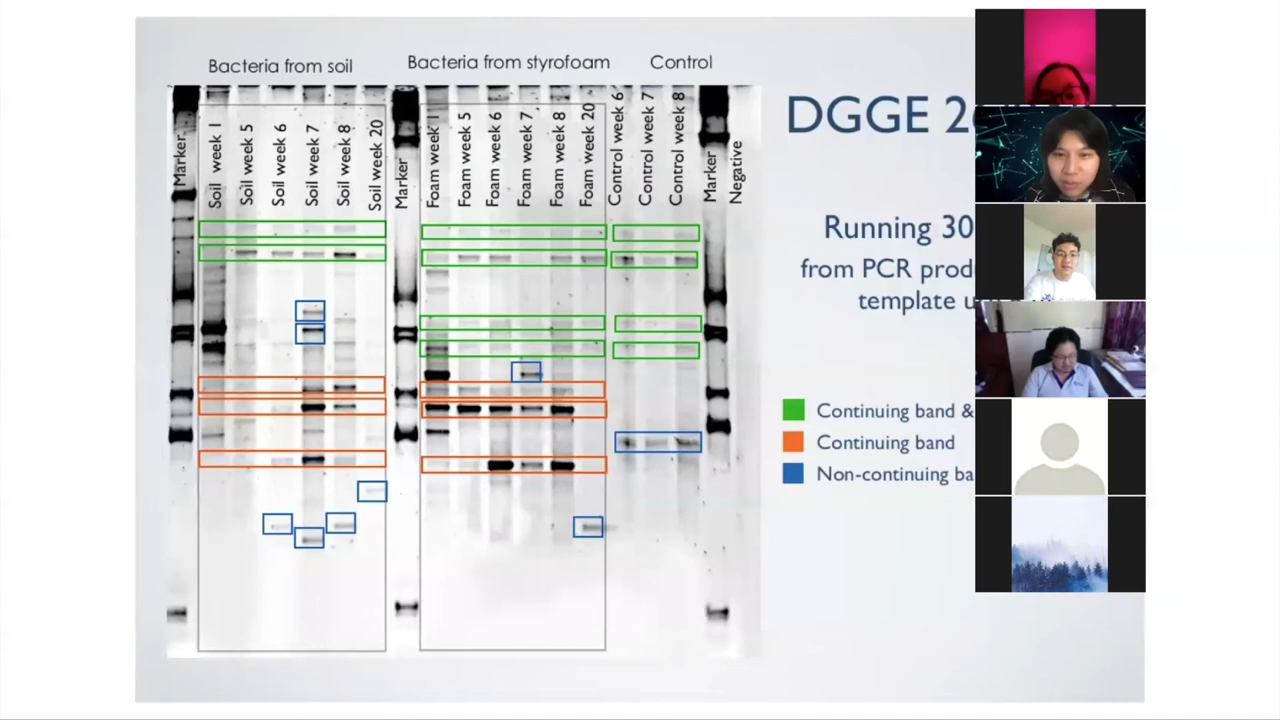 Bacteria from soil
Bacteria from styrofoam
Control
Marker
Soil week 1
Soil week 5
Soil week 6
Soil week 7
Soil week 8
Soil week 20
Marker
Foam week 1
Foam week 5
Foam week 6
Foam week 7
Foam week 8
Foam week 20
Control week 6
Control week 7
Control week 8
Marker
Negative
DGGE
Running 30
from PCR
template
Continuing band &
Continuing band
Non-continuing